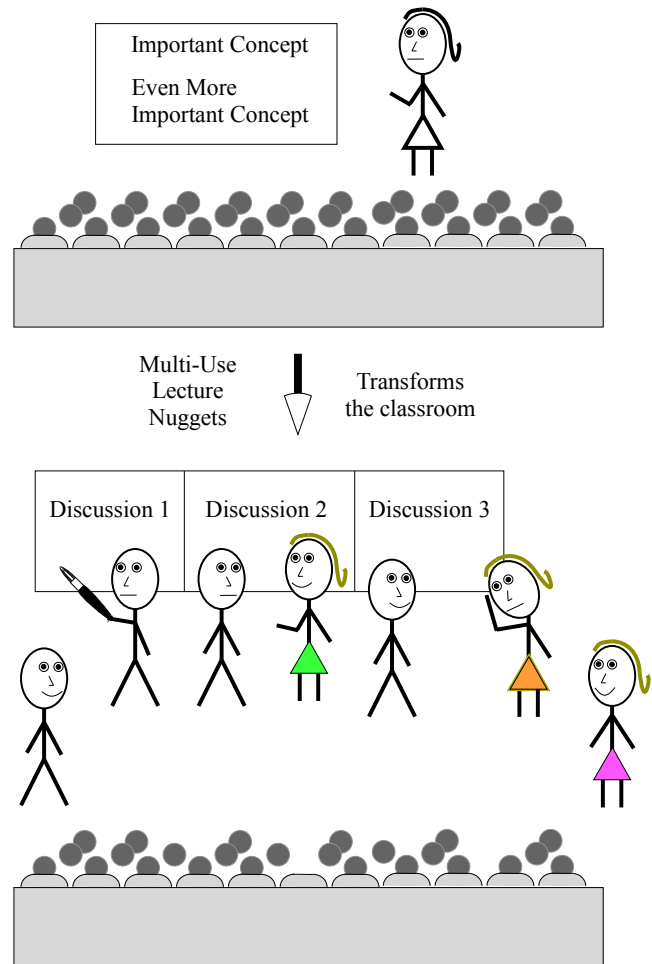 Important Concept
Even More
Important Concept
Multi-Use
Lecture
Nuggets
Transforms
the classroom
Discussion 1
Discussion 2
Discussion 3